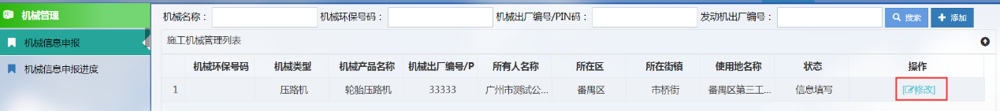 机械管理
机械信息申报
机械信息申报进度
机械名称： 机械环保号码： 机械出厂编号/PIN码： 发动机出厂编号： 搜索 添加
施工机械管理列表
机械环保号码 机械类型 机械产品名称 机械出厂编号/P 所有人名称 所在区 所在街镇 使用地名称 状态 操作
1 压路机 轮胎压路机 33333 广州市测试公... 番禺区 市桥街 番禺区第三工... 信息填写 [修改]